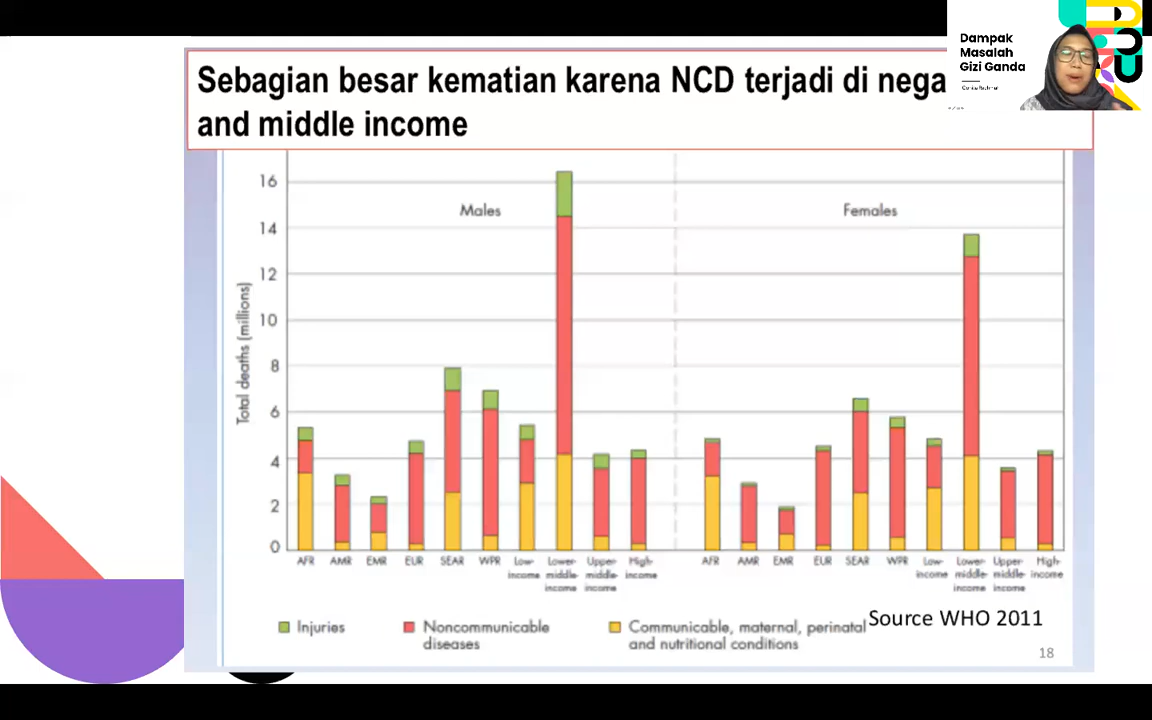 Dampak
Masalah
Gizi Ganda
Sebagian besar kematian karena NCD terjadi di nega
and middle income
Total deaths (millions)
16
14
12
10
8
6
4
2
0
Males
Females
AFR AMR EMR EUR SEAR WPR Low-income Lower-middle-income Upper-middle-income High-income
AFR AMR EMR EUR SEAR WPR Low-income Lower-middle-income Upper-middle-income High-income
Injuries
Noncommunicable
diseases
Communicable, maternal, perinatal
and nutritional conditions
Source WHO 2011
18